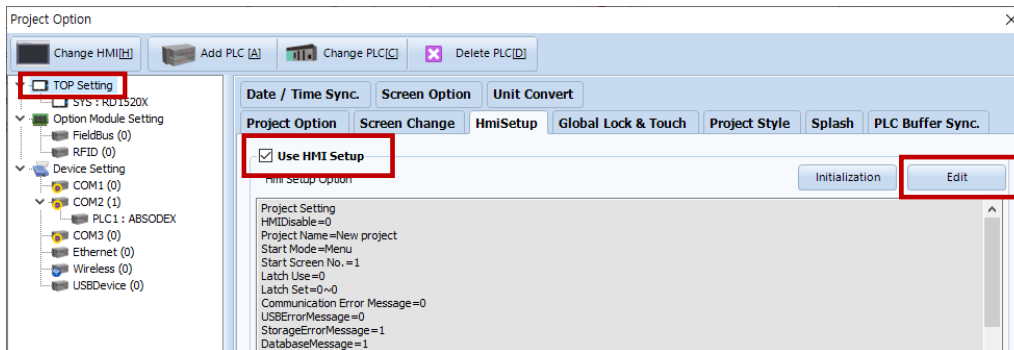 Project Option
Change HMI[H]
Add PLC [A]
Change PLC[C]
Delete PLC[D]
TOP Setting
SYS : RD1520X
Option Module Setting
FieldBus (0)
RFID (0)
Device Setting
COM1 (0)
COM2 (1)
PLC1 : ABSODEX
COM3 (0)
Ethernet (0)
Wireless (0)
USBDevice (0)
Date / Time Sync.
Screen Option
Unit Convert
Project Option
Screen Change
HmiSetup
Global Lock & Touch
Project Style
Splash
PLC Buffer Sync.
Use HMI Setup
Hmi Setup Option
Initialization
Edit
Project Setting
HMIDisable=0
Project Name=New project
Start Mode=Menu
Start Screen No.=1
Latch Use=0
Latch Set=0~0
Communication Error Message=0
USBErrorMessage=0
StorageErrorMessage=1
DatabaseMessage=1